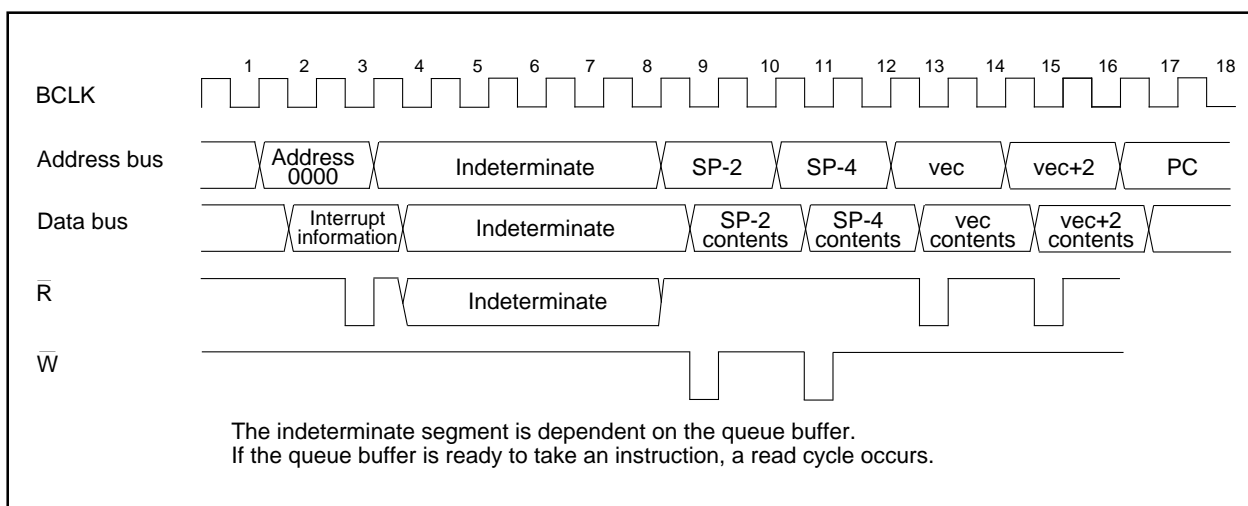 1 2 3 4 5 6 7 8 9 10 11 12 13 14 15 16 17 18
BCLK
Address bus
Address
0000
Indeterminate
SP-2
SP-4
vec
vec+2
PC
Data bus
Interrupt
information
Indeterminate
SP-2
contents
SP-4
contents
vec
contents
vec+2
contents
R̅
Indeterminate
W̅
The indeterminate segment is dependent on the queue buffer.
If the queue buffer is ready to take an instruction, a read cycle occurs.